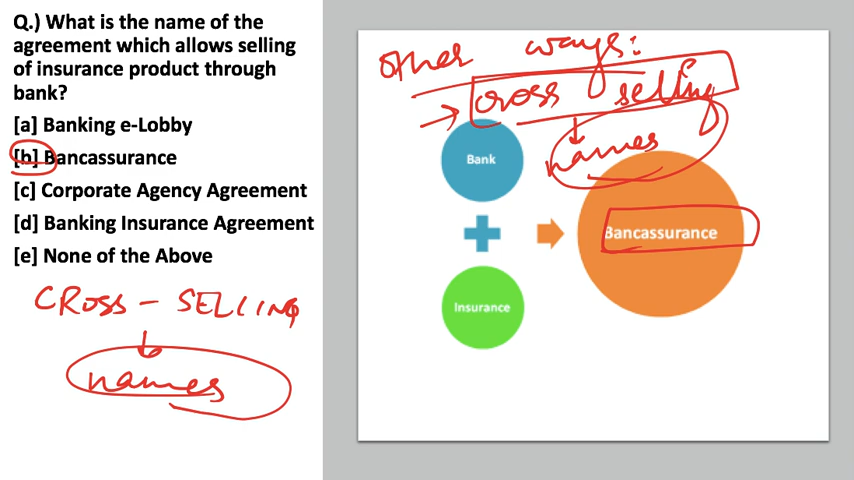 Q.) What is the name of the
agreement which allows selling
of insurance product through
bank?
[a] Banking e-Lobby
[b] Bancassurance
[c] Corporate Agency Agreement
[d] Banking Insurance Agreement
[e] None of the Above
CROSS - SELLING
names
other ways:
cross selling
names
Bank
Bancassurance
Insurance